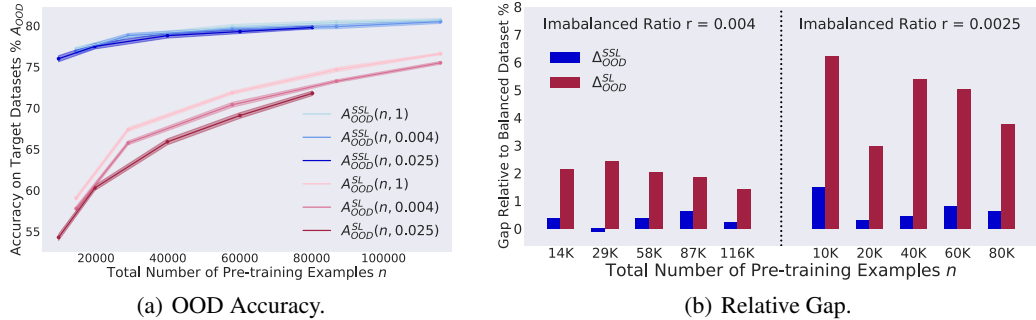 80
75
70
65
60
55
Accuracy on Target Datasets % A_OOD
A^SSL_OOD(n, 1)
A^SSL_OOD(n, 0.004)
A^SSL_OOD(n, 0.025)
A^SL_OOD(n, 1)
A^SL_OOD(n, 0.004)
A^SL_OOD(n, 0.025)
20000 40000 60000 80000 100000
Total Number of Pre-training Examples n
(a) OOD Accuracy.
8
7
6
5
4
3
2
1
0
Gap Relative to Balanced Dataset %
Imabalanced Ratio r = 0.004
Imabalanced Ratio r = 0.0025
Δ^SSL_OOD
Δ^SL_OOD
Δ^SSL_OOD
Δ^SL_OOD
14K 29K 58K 87K 116K 10K 20K 40K 60K 80K
Total Number of Pre-training Examples n
(b) Relative Gap.